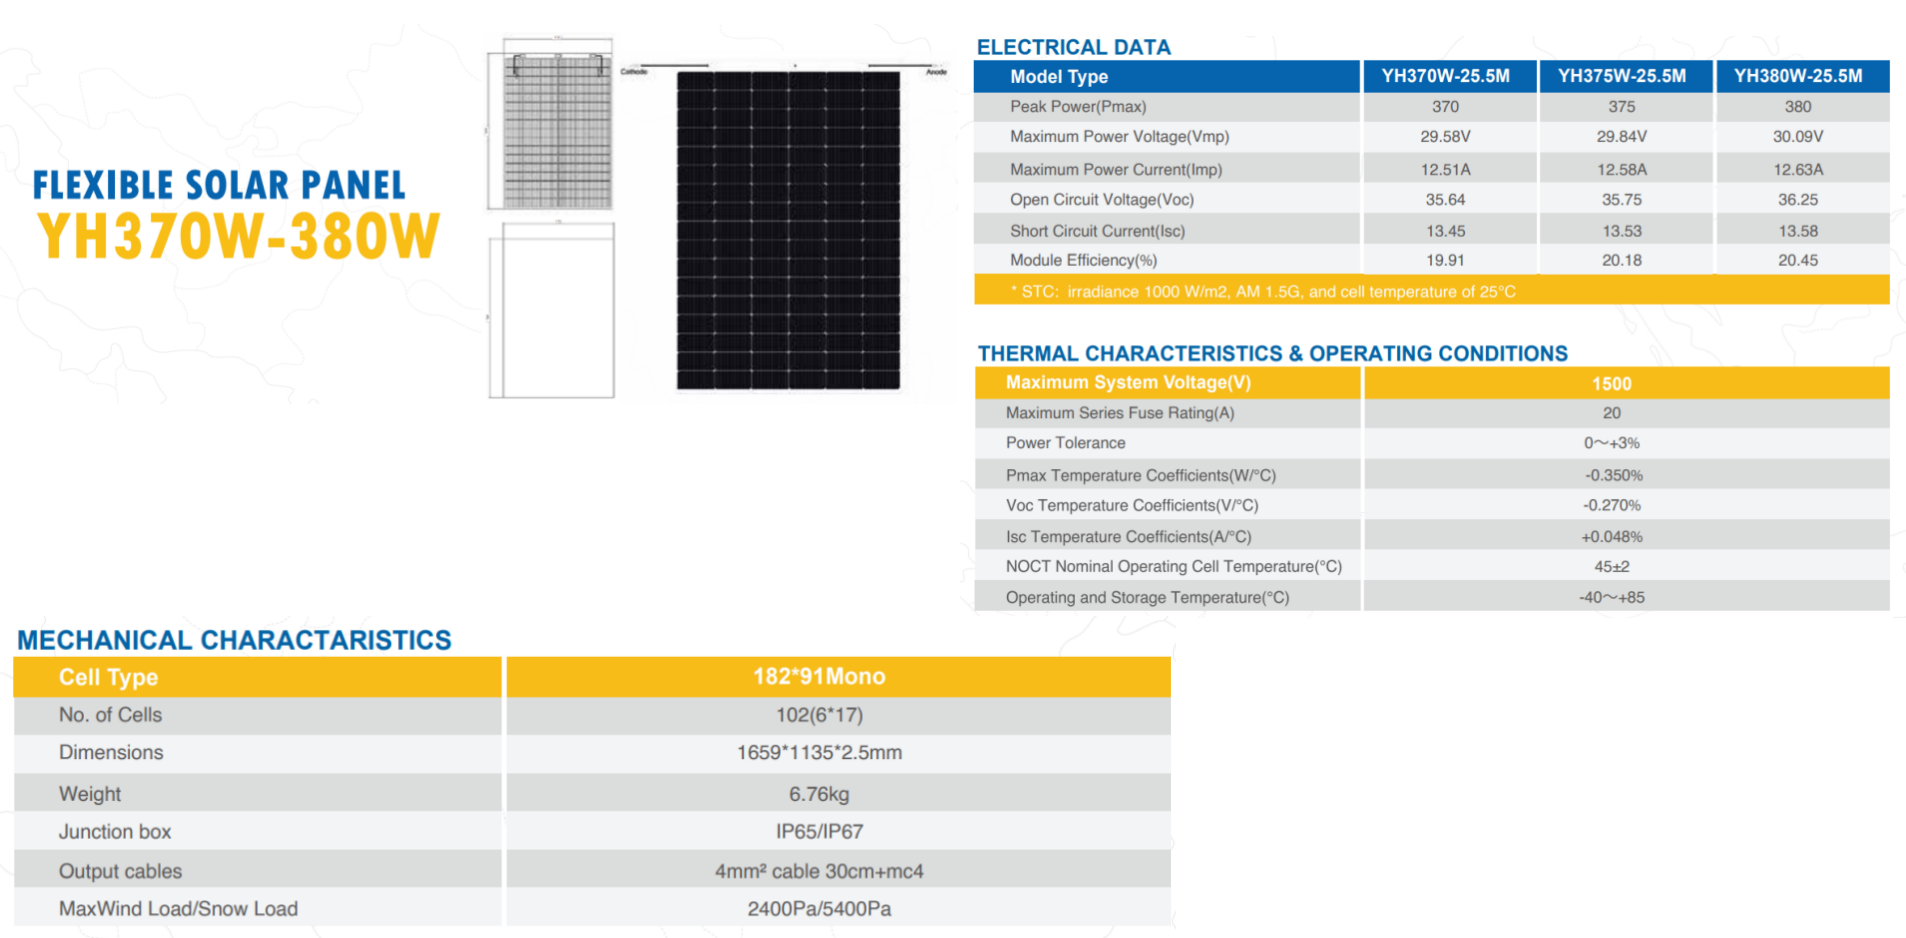 FLEXIBLE SOLAR PANEL
YH370W-380W
Cathode
Anode
ELECTRICAL DATA
Model Type YH370W-25.5M YH375W-25.5M YH380W-25.5M
Peak Power(Pmax) 370 375 380
Maximum Power Voltage(Vmp) 29.58V 29.84V 30.09V
Maximum Power Current(Imp) 12.51A 12.58A 12.63A
Open Circuit Voltage(Voc) 35.64 35.75 36.25
Short Circuit Current(Isc) 13.45 13.53 13.58
Module Efficiency(%) 19.91 20.18 20.45
* STC: irradiance 1000 W/m2, AM 1.5G, and cell temperature of 25°C
THERMAL CHARACTERISTICS & OPERATING CONDITIONS
Maximum System Voltage(V) 1500
Maximum Series Fuse Rating(A) 20
Power Tolerance 0～+3%
Pmax Temperature Coefficients(W/°C) -0.350%
Voc Temperature Coefficients(V/°C) -0.270%
Isc Temperature Coefficients(A/°C) +0.048%
NOCT Nominal Operating Cell Temperature(°C) 45±2
Operating and Storage Temperature(°C) -40～+85
MECHANICAL CHARACTARISTICS
Cell Type 182*91Mono
No. of Cells 102(6*17)
Dimensions 1659*1135*2.5mm
Weight 6.76kg
Junction box IP65/IP67
Output cables 4mm² cable 30cm+mc4
MaxWind Load/Snow Load 2400Pa/5400Pa